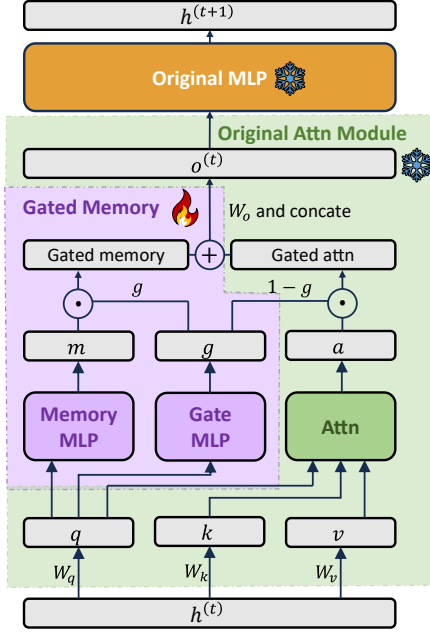 h^{(t+1)}
Original MLP
Original Attn Module
o^{(t)}
Gated Memory
W_o and concate
Gated memory
+
Gated attn
g
1 − g
m
g
a
Memory
MLP
Gate
MLP
Attn
q
k
v
W_q
W_k
W_v
h^{(t)}